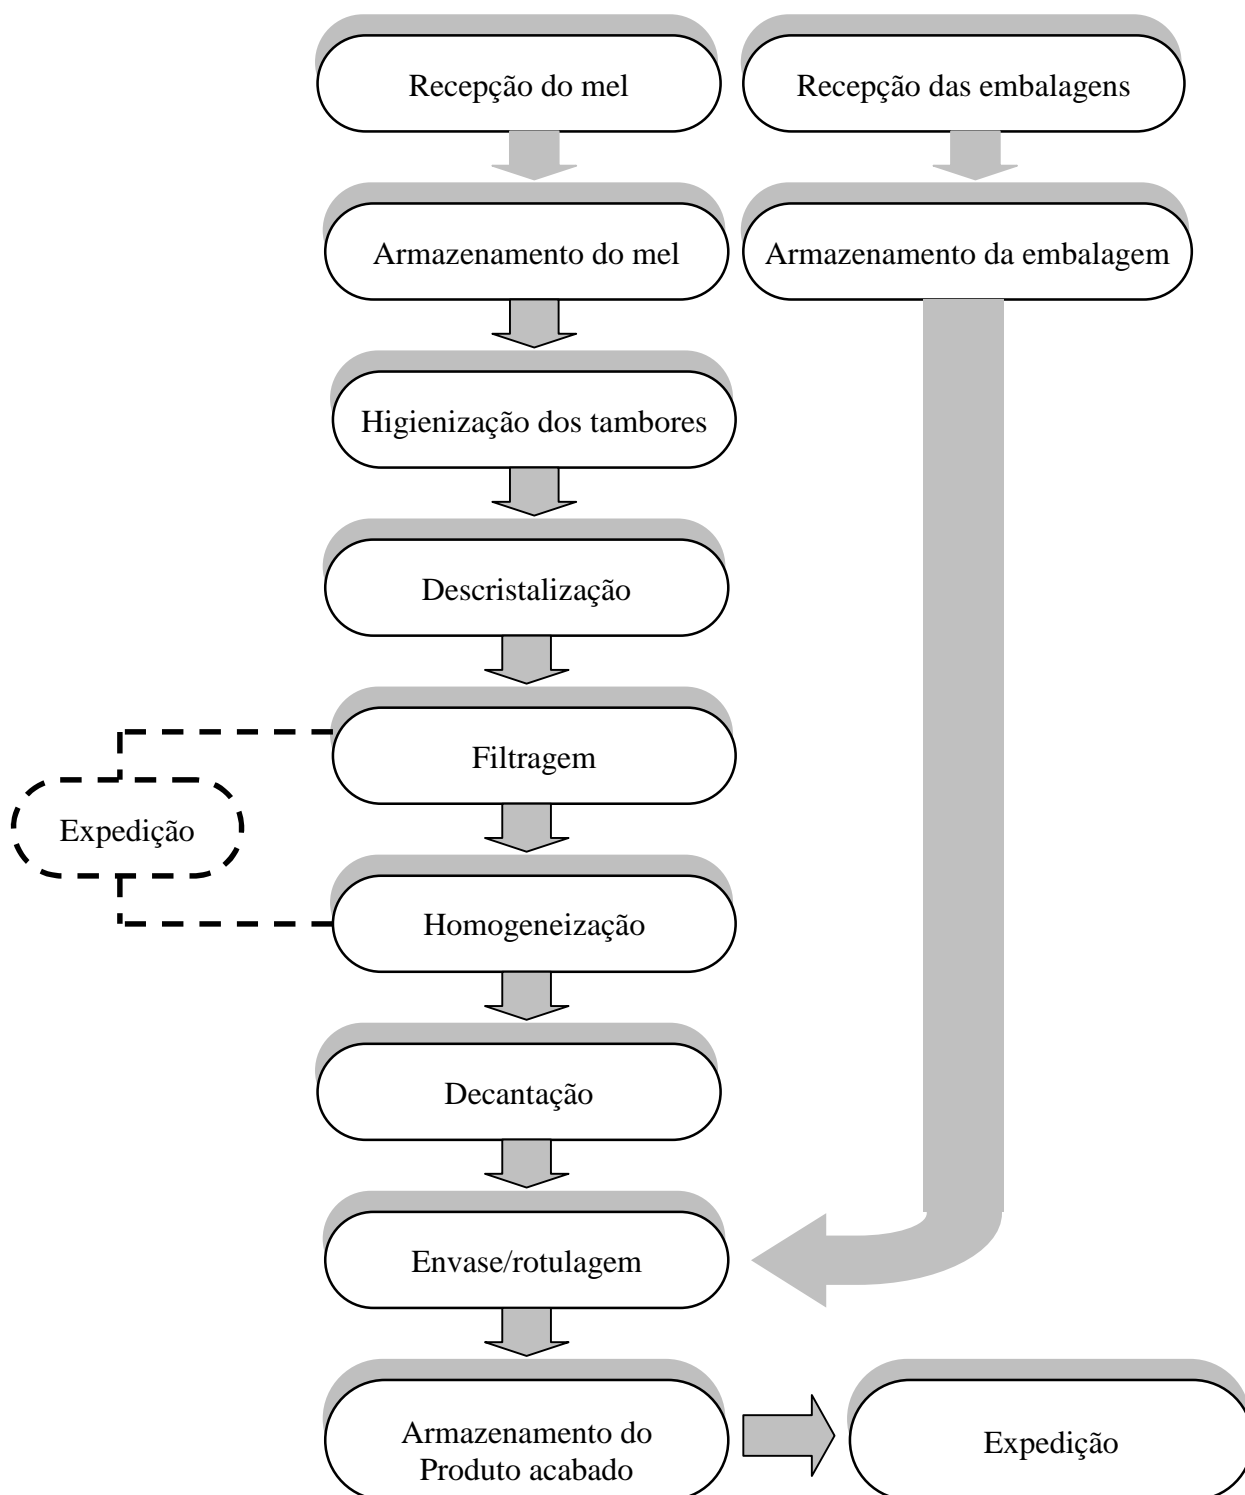 Recepção do mel
Recepção das embalagens
Armazenamento do mel
Armazenamento da embalagem
Higienização dos tambores
Descristalização
Filtragem
Expedição
Homogeneização
Decantação
Envase/rotulagem
Armazenamento do
Produto acabado
Expedição